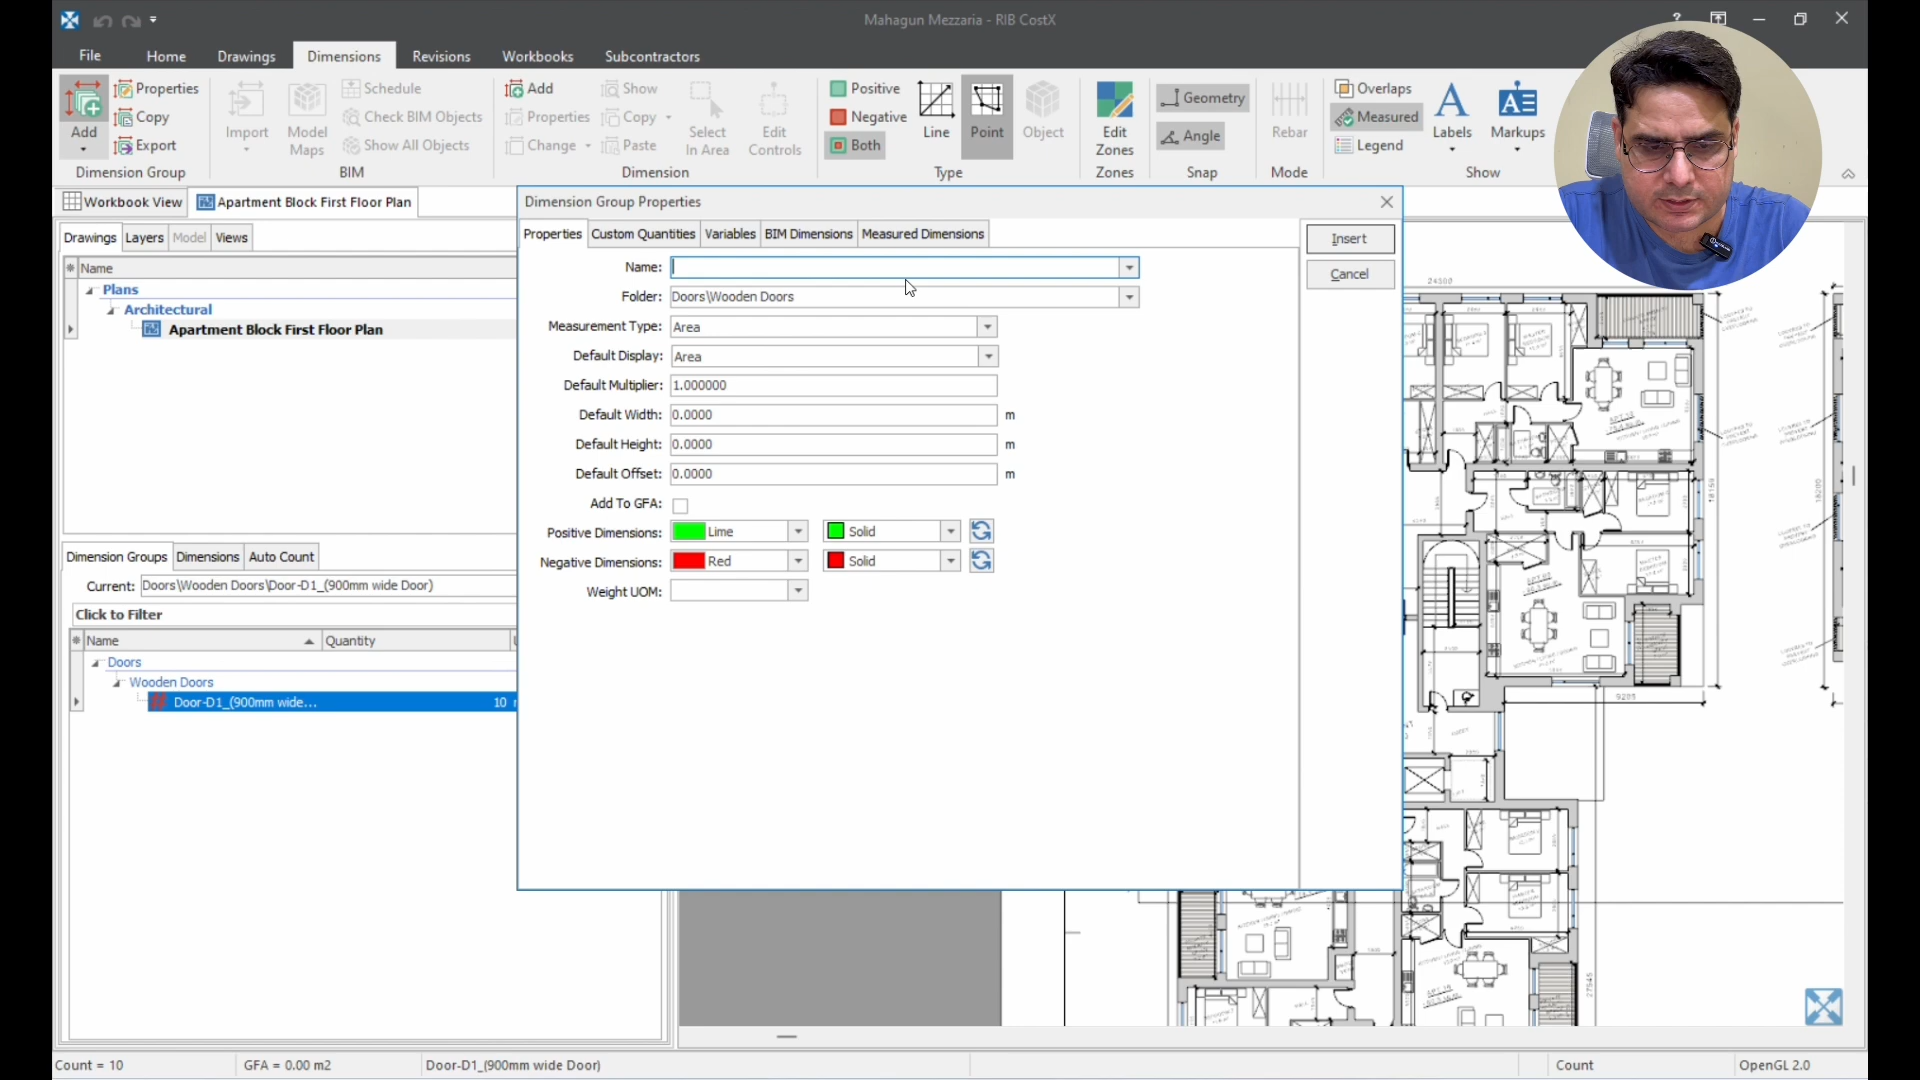 Mahagun Mezzaria - RIB CostX
?
File Home Drawings Dimensions Revisions Workbooks Subcontractors
Add
Properties
Copy
Export
Dimension Group
Import
Model Maps
Schedule
Check BIM Objects
Show All Objects
BIM
Add
Properties
Change
Show
Copy
Paste
Select In Area
Edit Controls
Dimension
Positive
Negative
Both
Line
Point
Object
Type
Edit Zones
Zones
Geometry
Angle
Snap
Rebar
Mode
Overlaps
Measured
Legend
Labels
Markups
Show
Workbook View Apartment Block First Floor Plan
Drawings Layers Model Views
Name
Plans
Architectural
Apartment Block First Floor Plan
Dimension Groups Dimensions Auto Count
Current: Doors\Wooden Doors\Door-D1_(900mm wide Door)
Click to Filter
Name Quantity
Doors
Wooden Doors
Door-D1_(900mm wide... 10
Dimension Group Properties
Properties Custom Quantities Variables BIM Dimensions Measured Dimensions
Name:
Folder: Doors\Wooden Doors
Measurement Type: Area
Default Display: Area
Default Multiplier: 1.000000
Default Width: 0.0000 m
Default Height: 0.0000 m
Default Offset: 0.0000 m
Add To GFA:
Positive Dimensions: Lime Solid
Negative Dimensions: Red Solid
Weight UOM:
Insert
Cancel
24300
18159
18200
9285
27545
Count = 10 GFA = 0.00 m2 Door-D1_(900mm wide Door) Count OpenGL 2.0